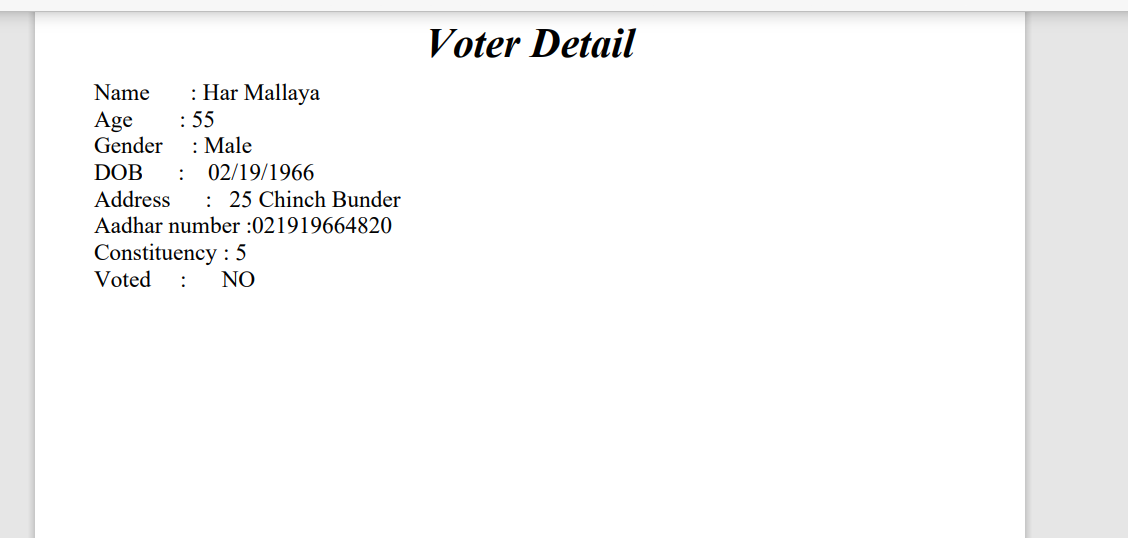 Voter Detail
Name : Har Mallaya
Age : 55
Gender : Male
DOB : 02/19/1966
Address : 25 Chinch Bunder
Aadhar number :021919664820
Constituency : 5
Voted : NO